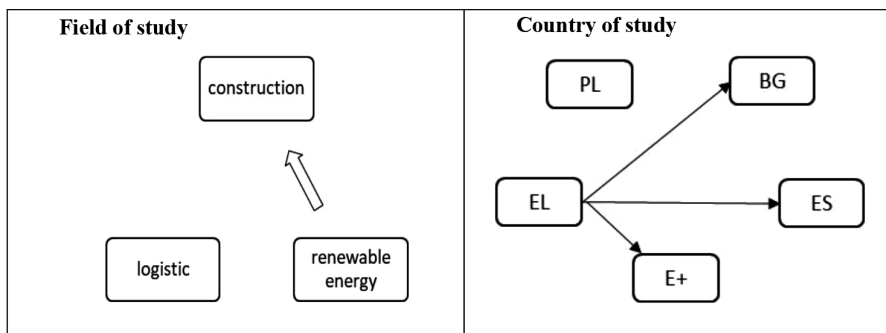 Field of study
construction
logistic
renewable
energy
Country of study
PL
BG
EL
ES
E+